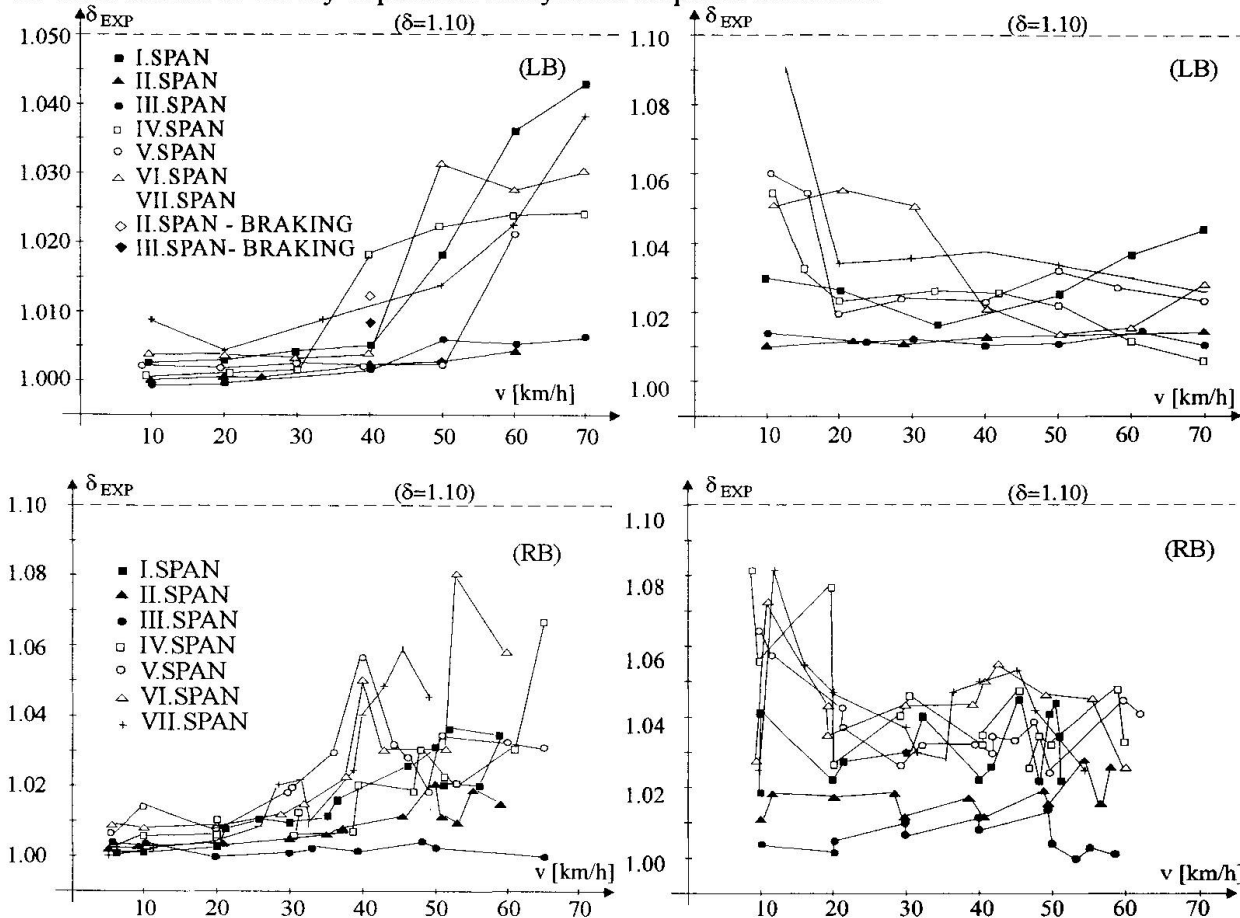 δ EXP
(δ=1.10)
1.050
1.040
1.030
1.020
1.010
1.000
I.SPAN
II.SPAN
III.SPAN
IV.SPAN
V.SPAN
VI.SPAN
VII.SPAN
II.SPAN - BRAKING
III.SPAN- BRAKING
(LB)
v [km/h]
10 20 30 40 50 60 70
δ EXP
(δ=1.10)
1.10
1.08
1.06
1.04
1.02
1.00
(LB)
v [km/h]
10 20 30 40 50 60 70
δ EXP
(δ=1.10)
1.10
1.08
1.06
1.04
1.02
1.00
I.SPAN
II.SPAN
III.SPAN
IV.SPAN
V.SPAN
VI.SPAN
VII.SPAN
(RB)
v [km/h]
10 20 30 40 50 60 70
δ EXP
(δ=1.10)
1.10
1.08
1.06
1.04
1.02
1.00
(RB)
v [km/h]
10 20 30 40 50 60 70